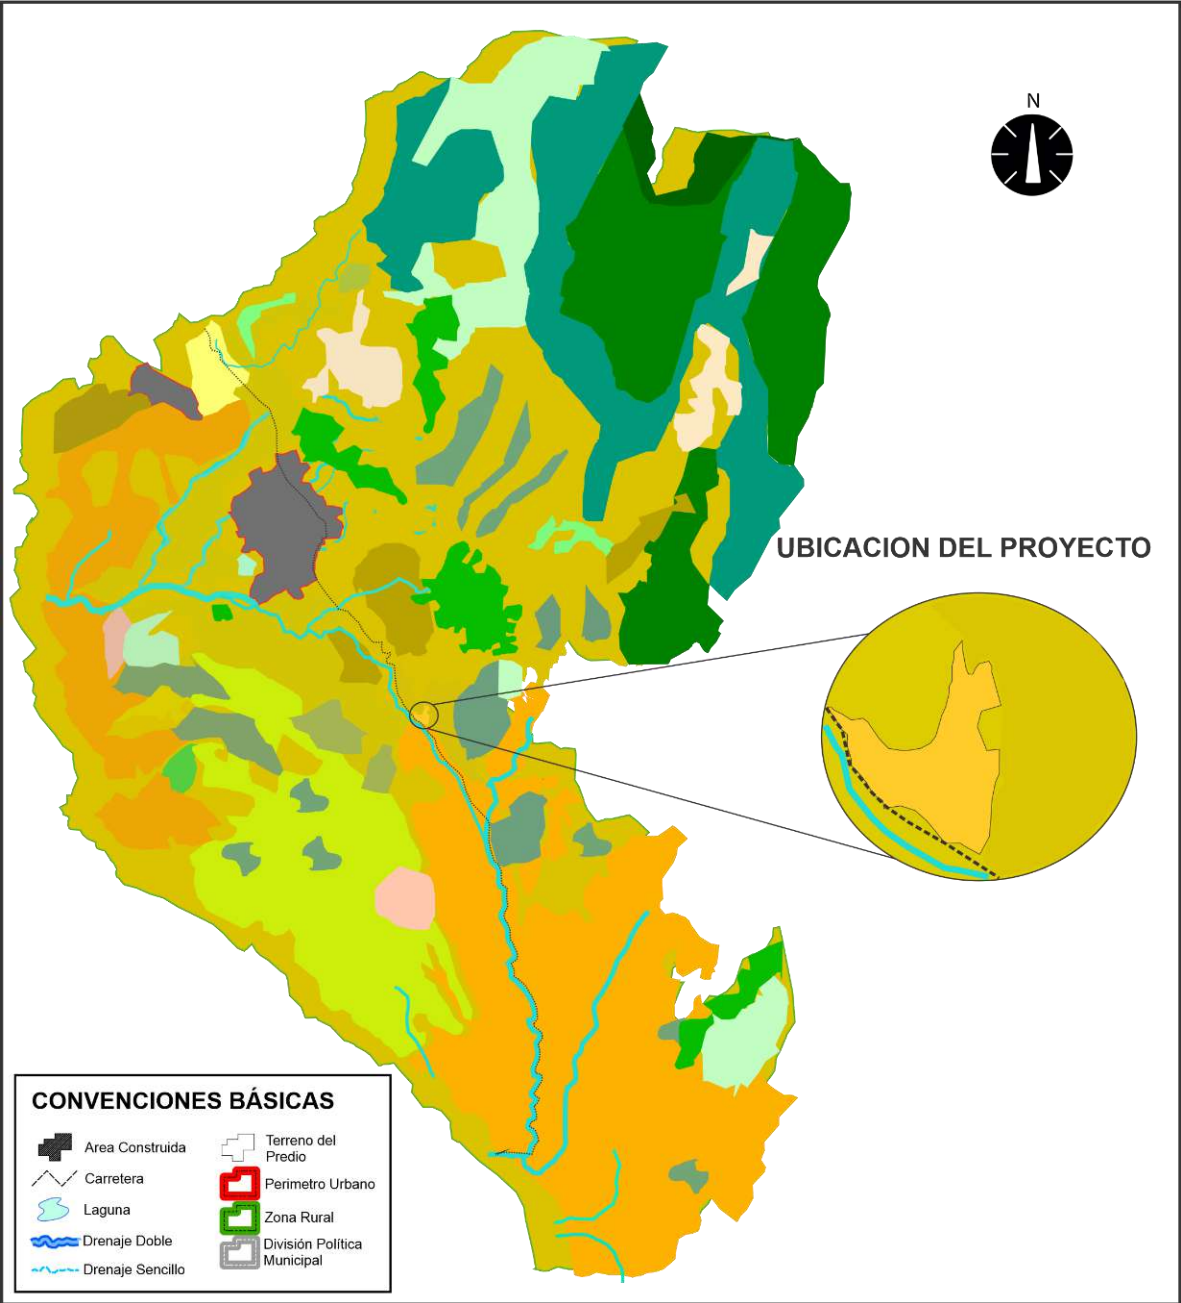 N
UBICACION DEL PROYECTO
CONVENCIONES BÁSICAS
Area Construida
Carretera
Laguna
Drenaje Doble
Drenaje Sencillo
Terreno del
Predio
Perimetro Urbano
Zona Rural
División Política
Municipal